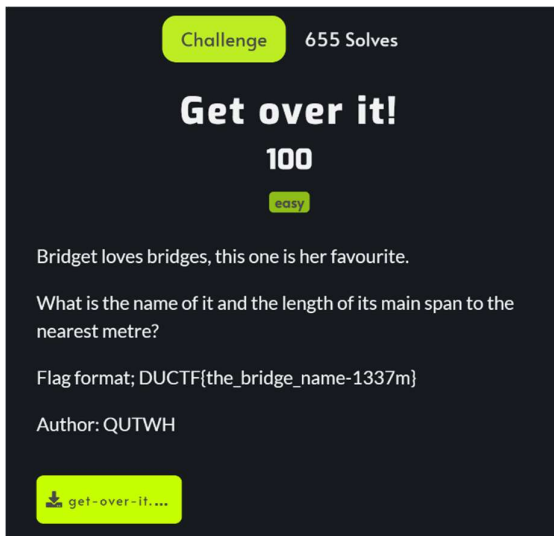 Challenge 655 Solves
Get over it!
100
easy
Bridget loves bridges, this one is her favourite.
What is the name of it and the length of its main span to the
nearest metre?
Flag format; DUCTF{the_bridge_name-1337m}
Author: QUTWH
get-over-it....